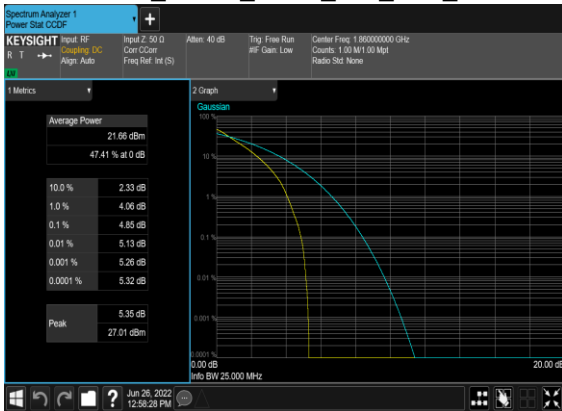 Spectrum Analyzer 1
Power Stat CCDF
+
KEYSIGHT Input: RF Input Z: 50 Ω Atten: 40 dB Trig: Free Run Center Freq: 1.860000000 GHz
R T Coupling: DC Corr CCorr #IF Gain: Low Counts: 1.00 M/1.00 Mpt
Align: Auto Freq Ref: Int (S) Radio Std: None
LXI
1 Metrics
Average Power
21.66 dBm
47.41 % at 0 dB
10.0 % 2.33 dB
1.0 % 4.06 dB
0.1 % 4.85 dB
0.01 % 5.13 dB
0.001 % 5.26 dB
0.0001 % 5.32 dB
Peak 5.35 dB
27.01 dBm
2 Graph
Gaussian
100 %
10 %
1 %
0.1 %
0.01 %
0.001 %
0.0001 %
0.00 dB 20.00 dB
Info BW 25.000 MHz
? Jun 26, 2022
12:58:28 PM